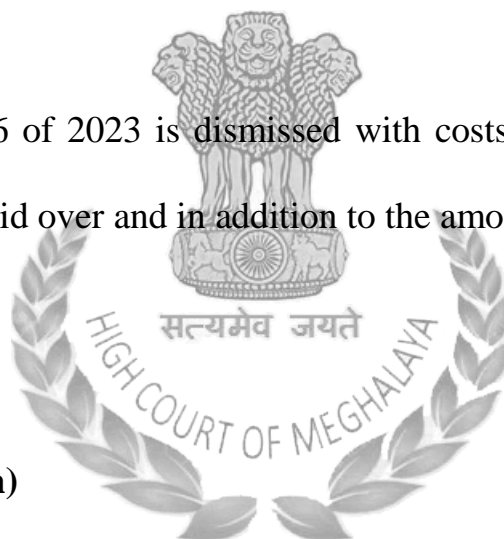 6 of 2023 is dismissed with costs
id over and in addition to the amo
सत्यमेव जयते
HIGH COURT OF MEGHALAYA
)